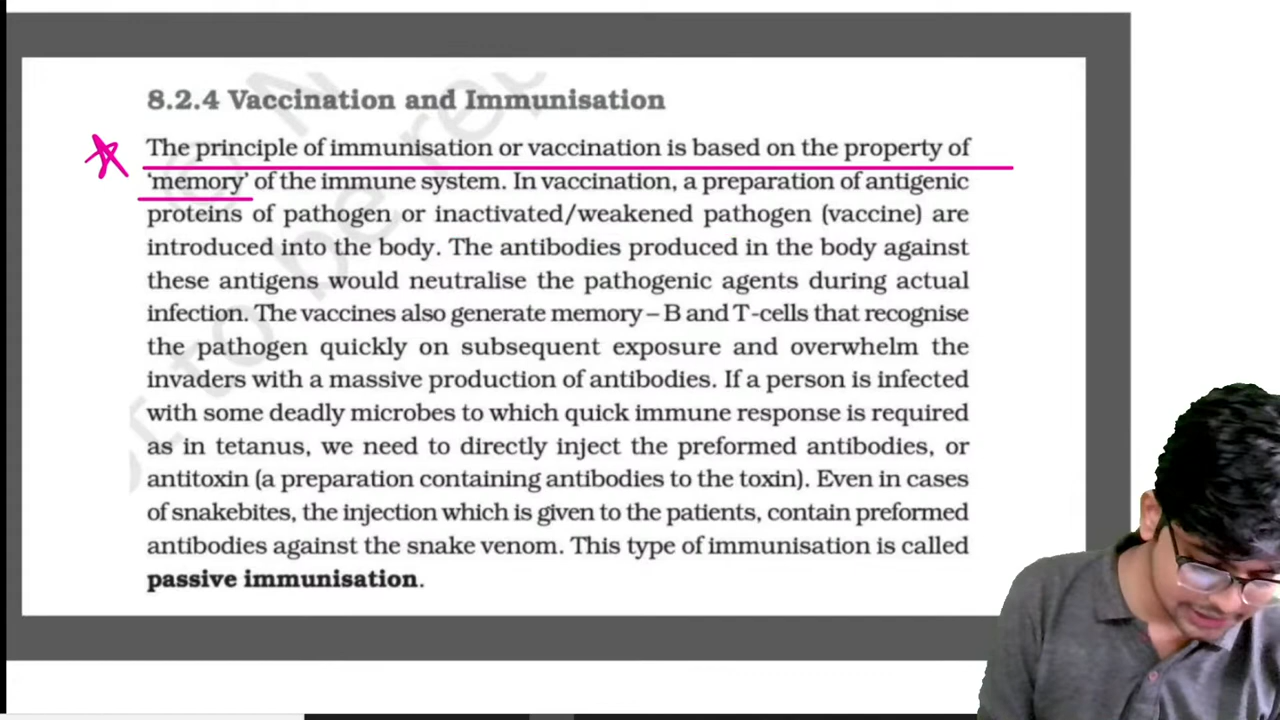 8.2.4 Vaccination and Immunisation
The principle of immunisation or vaccination is based on the property of
‘memory’ of the immune system. In vaccination, a preparation of antigenic
proteins of pathogen or inactivated/weakened pathogen (vaccine) are
introduced into the body. The antibodies produced in the body against
these antigens would neutralise the pathogenic agents during actual
infection. The vaccines also generate memory – B and T-cells that recognise
the pathogen quickly on subsequent exposure and overwhelm the
invaders with a massive production of antibodies. If a person is infected
with some deadly microbes to which quick immune response is required
as in tetanus, we need to directly inject the preformed antibodies, or
antitoxin (a preparation containing antibodies to the toxin). Even in cases
of snakebites, the injection which is given to the patients, contain preformed
antibodies against the snake venom. This type of immunisation is called
passive immunisation.